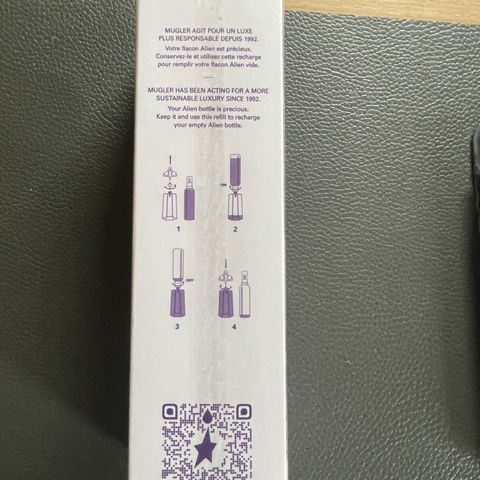 MUGLER AGIT POUR UN LUXE
PLUS RESPONSABLE DEPUIS 1992.
Votre flacon Alien est précieux.
Conservez-le et utilisez cette recharge
pour remplir votre flacon Alien vide.
MUGLER HAS BEEN ACTING FOR A MORE
SUSTAINABLE LUXURY SINCE 1992.
Your Alien bottle is precious.
Keep it and use this refill to recharge
your empty Alien bottle.
ON
1
2
OFF
3
4